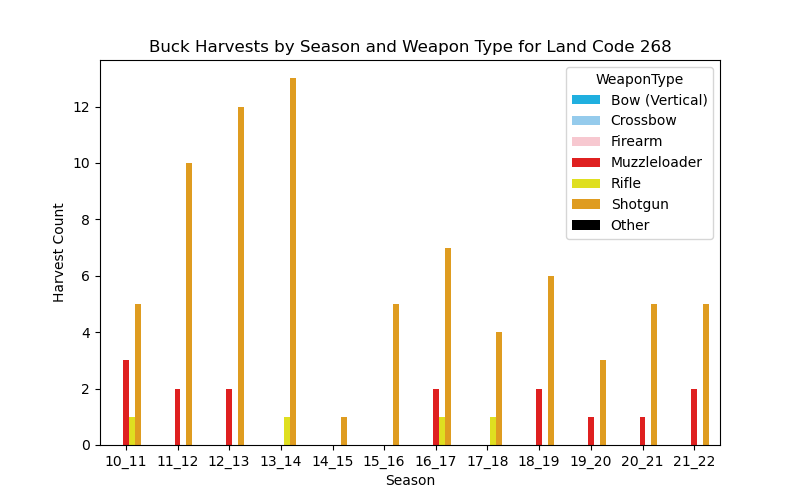 Buck Harvests by Season and Weapon Type for Land Code 268
WeaponType
Bow (Vertical)
Crossbow
Firearm
Muzzleloader
Rifle
Shotgun
Other
Harvest Count
12
10
8
6
4
2
0
10_11 11_12 12_13 13_14 14_15 15_16 16_17 17_18 18_19 19_20 20_21 21_22
Season